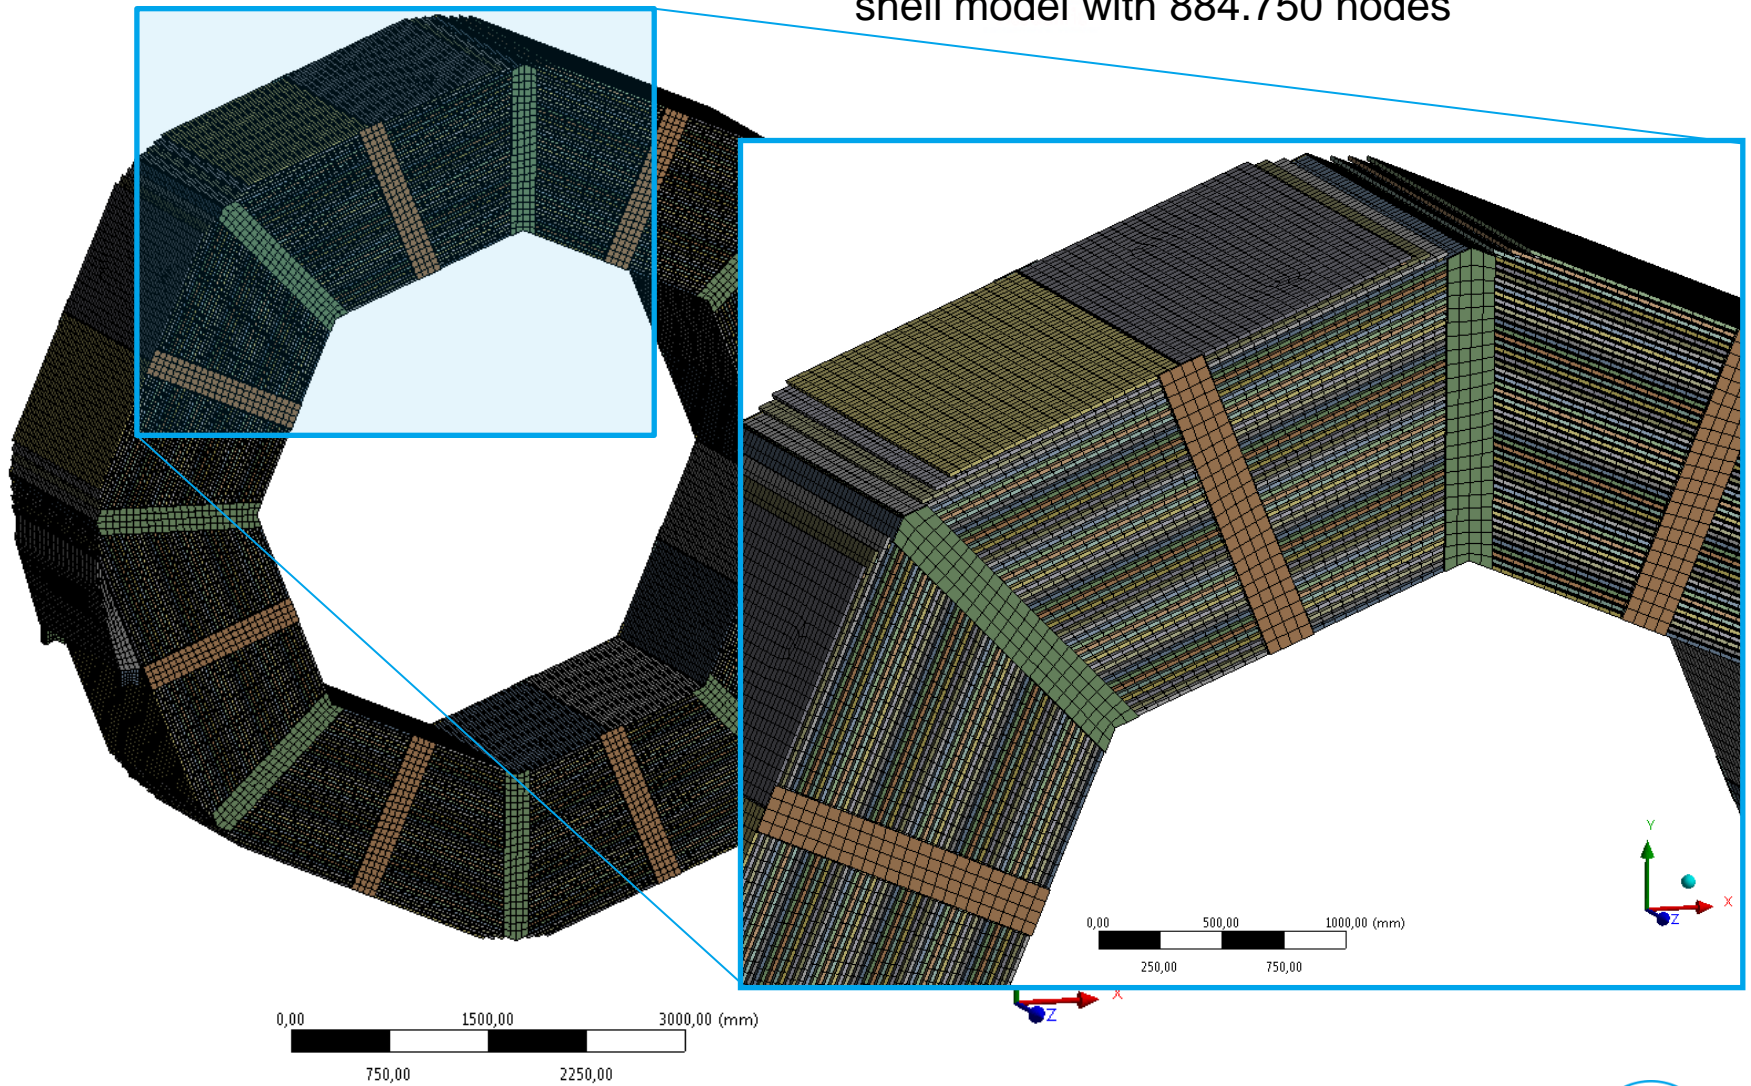 shell model with 884.750 nodes
Y
X
Z
0,00 500,00 1000,00 (mm)
250,00 750,00
X
Z
0,00 1500,00 3000,00 (mm)
750,00 2250,00